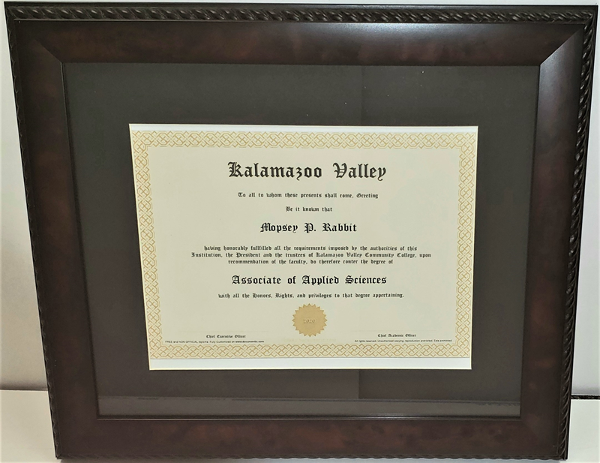 Kalamazoo Valley
To all to whom these presents shall come, Greeting
Be it known that
Mopsey P. Rabbit
having honorably fulfilled all the requirements imposed by the authorities of this
Institution, the President and the trustees of Kalamazoo Valley Community College, upon
recommendation of the faculty, do therefore confer the degree of
Associate of Applied Sciences
with all the Honors, Rights, and privileges to that degree appertaining.
Chief Executive Officer
Chief Academic Officer